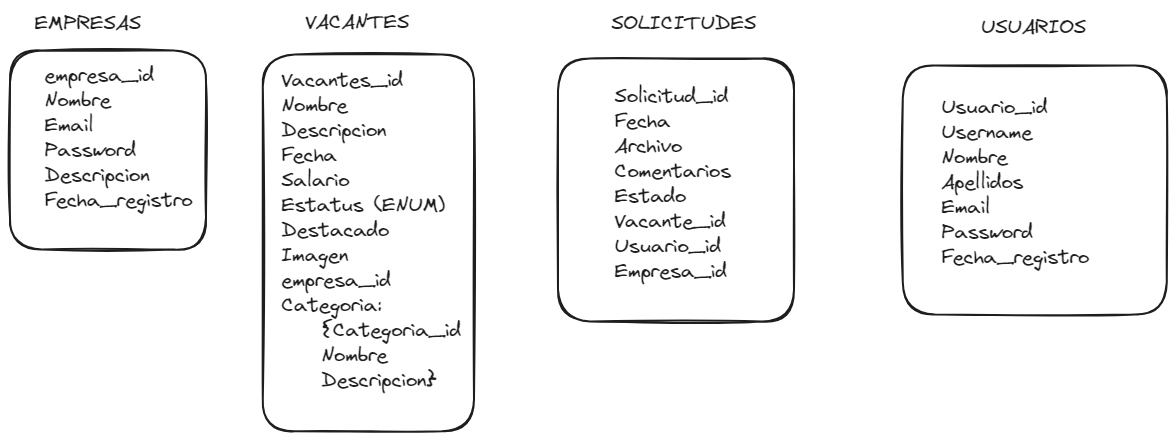 EMPRESAS
empresa_id
Nombre
Email
Password
Descripcion
Fecha_registro
VACANTES
Vacantes_id
Nombre
Descripcion
Fecha
Salario
Estatus (ENUM)
Destacado
Imagen
empresa_id
Categoria:
{Categoria_id
Nombre
Descripcion}
SOLICITUDES
Solicitud_id
Fecha
Archivo
Comentarios
Estado
Vacante_id
Usuario_id
Empresa_id
USUARIOS
Usuario_id
Username
Nombre
Apellidos
Email
Password
Fecha_registro